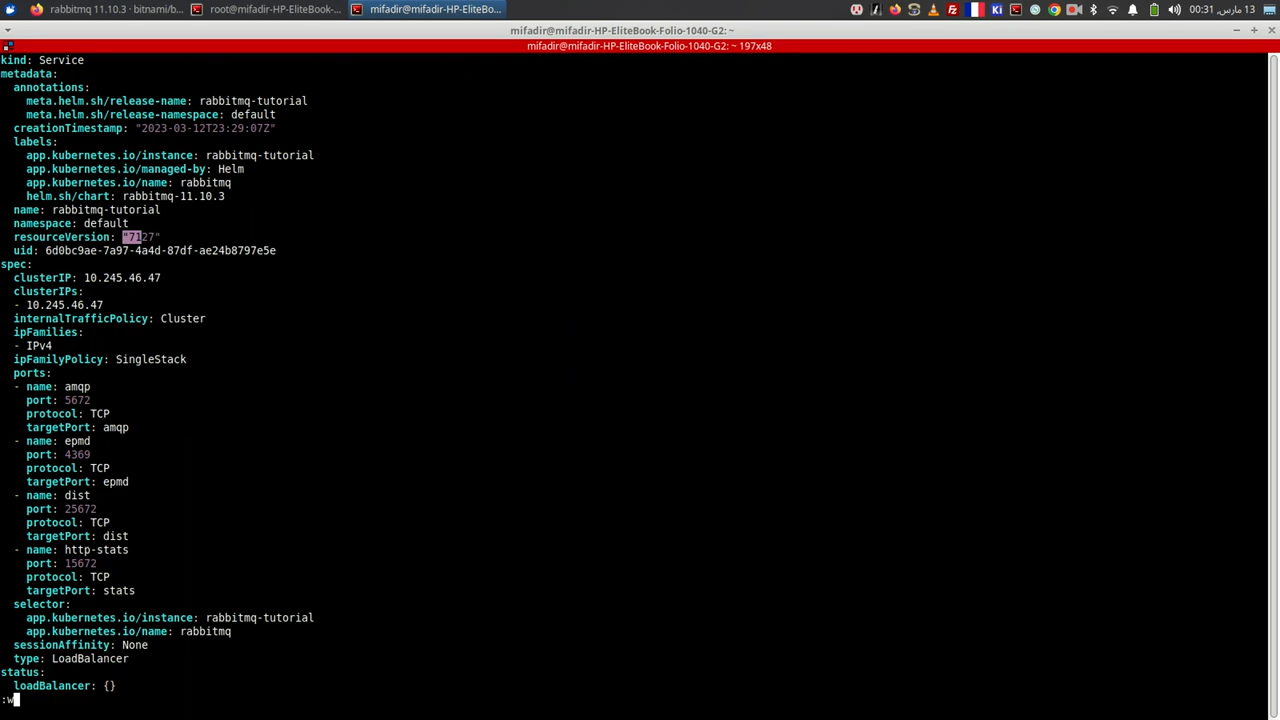 rabbitmq 11.10.3 • bitnami/b...
root@mifadir-HP-EliteBook-...
mifadir@mifadir-HP-EliteBo...
Ki
00:31 ,مارس 13
mifadir@mifadir-HP-EliteBook-Folio-1040-G2: ~
mifadir@mifadir-HP-EliteBook-Folio-1040-G2: ~ 197x48
kind: Service
metadata:
  annotations:
    meta.helm.sh/release-name: rabbitmq-tutorial
    meta.helm.sh/release-namespace: default
  creationTimestamp: "2023-03-12T23:29:07Z"
  labels:
    app.kubernetes.io/instance: rabbitmq-tutorial
    app.kubernetes.io/managed-by: Helm
    app.kubernetes.io/name: rabbitmq
    helm.sh/chart: rabbitmq-11.10.3
  name: rabbitmq-tutorial
  namespace: default
  resourceVersion: "7127"
  uid: 6d0bc9ae-7a97-4a4d-87df-ae24b8797e5e
spec:
  clusterIP: 10.245.46.47
  clusterIPs:
  - 10.245.46.47
  internalTrafficPolicy: Cluster
  ipFamilies:
  - IPv4
  ipFamilyPolicy: SingleStack
  ports:
  - name: amqp
    port: 5672
    protocol: TCP
    targetPort: amqp
  - name: epmd
    port: 4369
    protocol: TCP
    targetPort: epmd
  - name: dist
    port: 25672
    protocol: TCP
    targetPort: dist
  - name: http-stats
    port: 15672
    protocol: TCP
    targetPort: stats
  selector:
    app.kubernetes.io/instance: rabbitmq-tutorial
    app.kubernetes.io/name: rabbitmq
  sessionAffinity: None
  type: LoadBalancer
status:
  loadBalancer: {}
:w